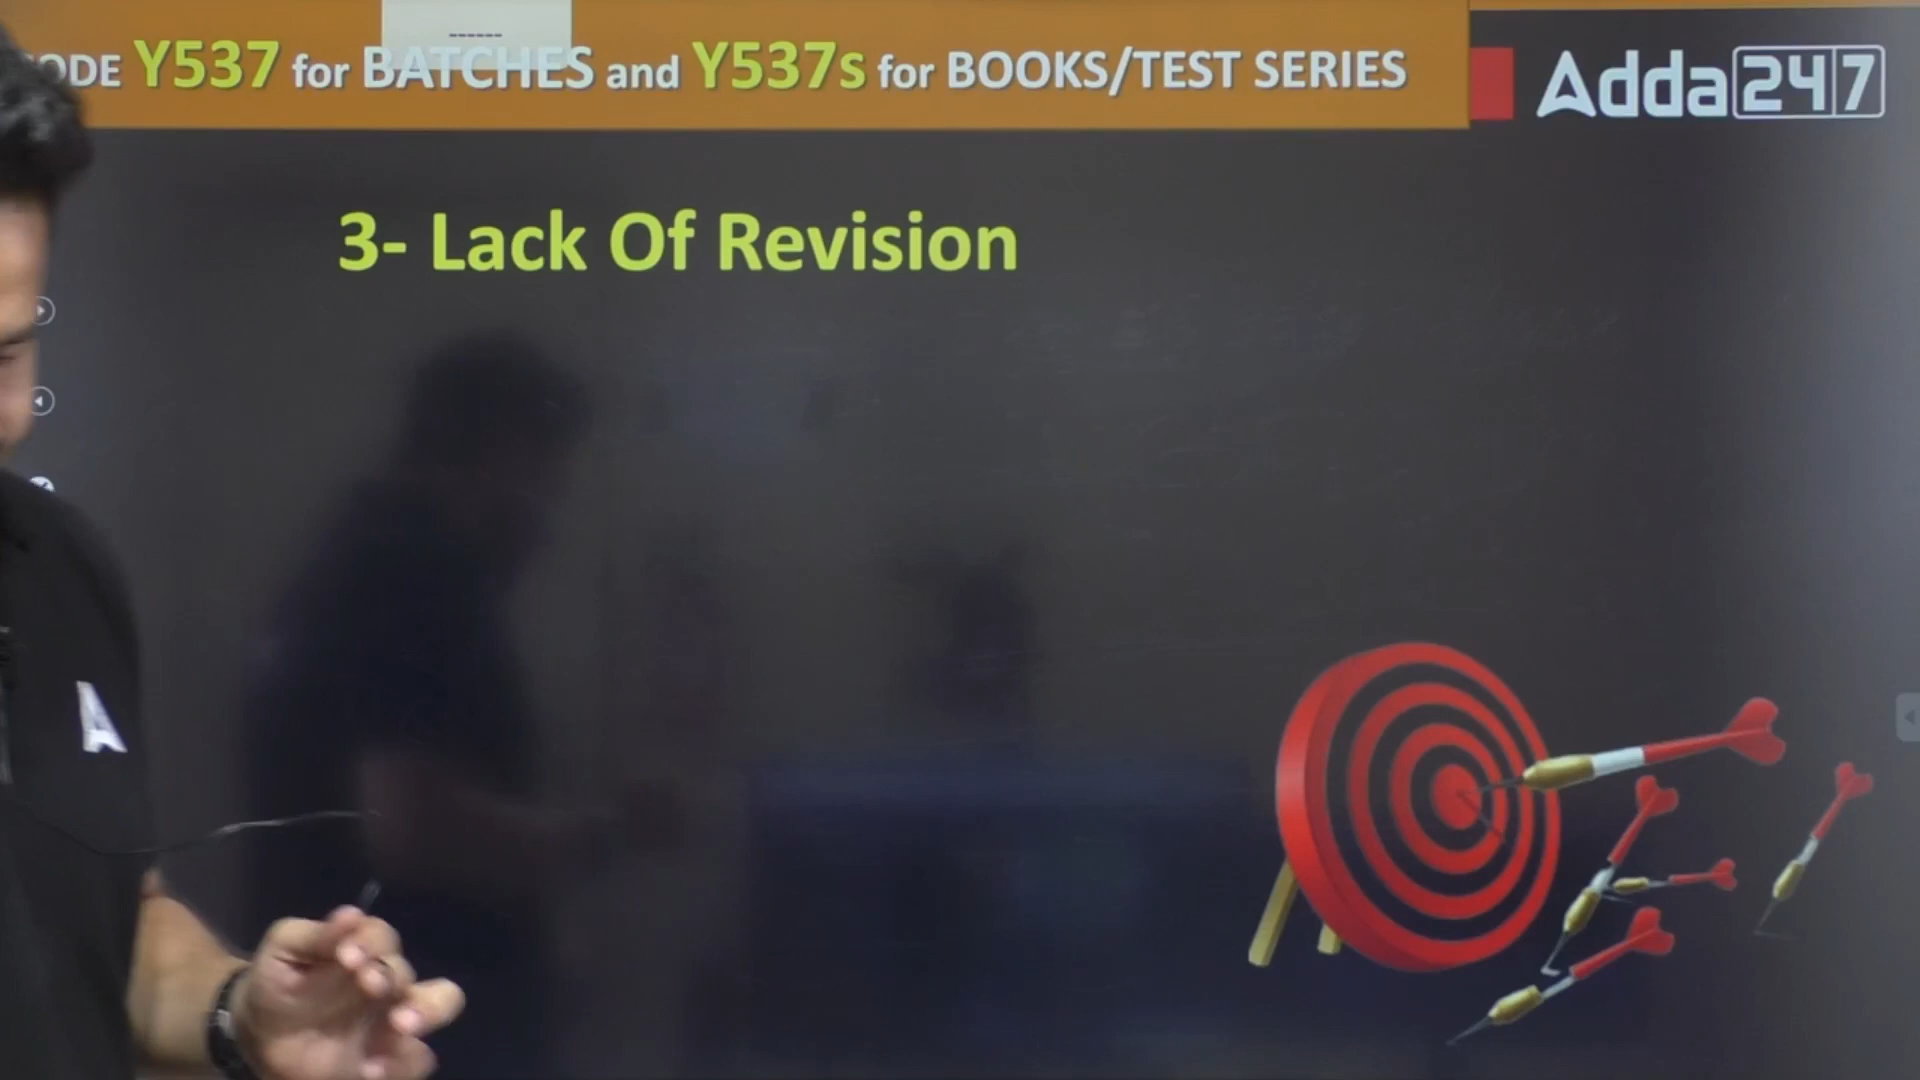 ODE Y537 for BATCHES and Y537s for BOOKS/TEST SERIES
Adda247
3- Lack Of Revision
A